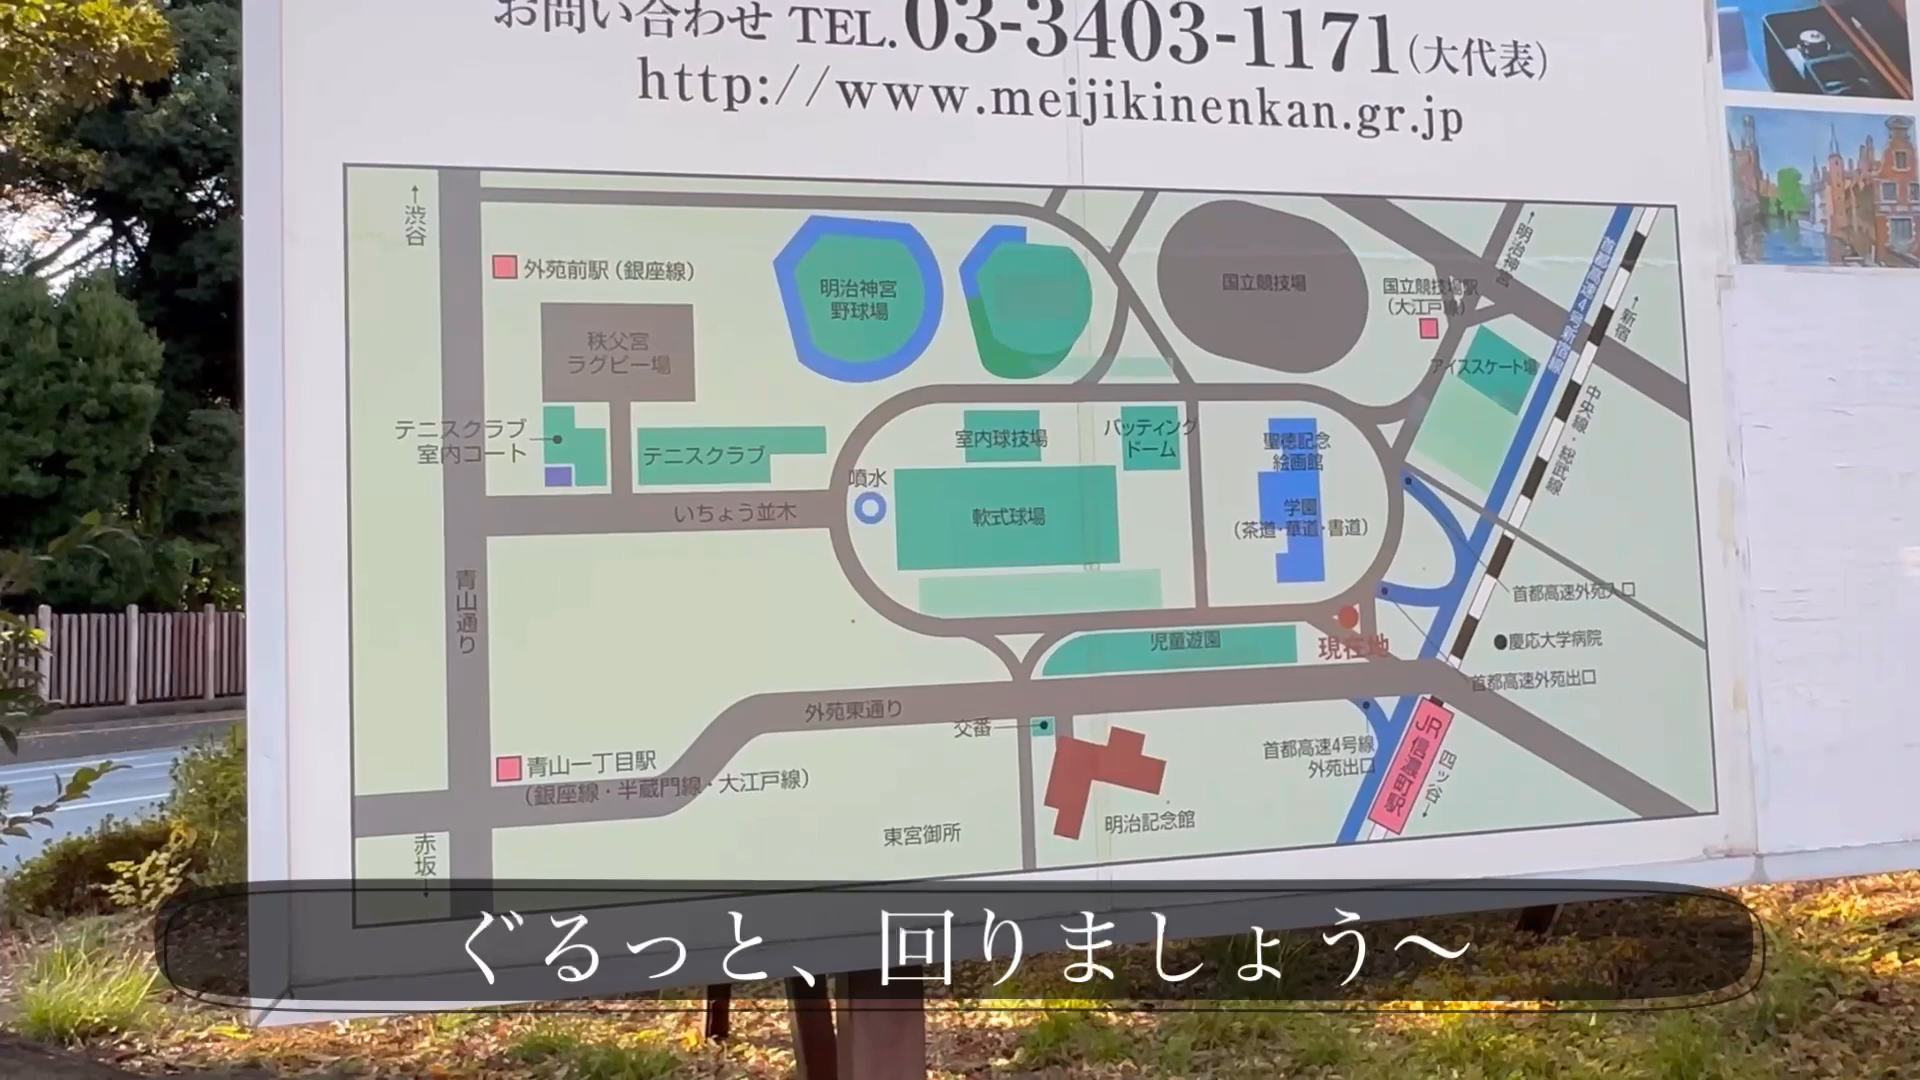 お問い合わせ TEL.03-3403-1171(大代表)
http://www.meijikinenkan.gr.jp
↑渋谷
外苑前駅(銀座線)
秩父宮
ラグビー場
明治神宮
野球場
国立競技場
国立競技場駅
(大江戸線)
↑明治神宮
首都高速4号新宿線
↑新宿
アイススケート場
中央線・総武線
テニスクラブ
室内コート
テニスクラブ
室内球技場
バッティング
ドーム
聖徳記念
絵画館
噴水
軟式球場
学園
(茶道・華道・書道)
いちょう並木
青山通り
首都高速外苑入口
慶応大学病院
首都高速外苑出口
児童遊園
現在地
外苑東通り
交番
青山一丁目駅
(銀座線・半蔵門線・大江戸線)
首都高速4号線
外苑出口
JR信濃町駅
四ッ谷→
東宮御所
明治記念館
赤坂↓
ぐるっと、回りましょう～